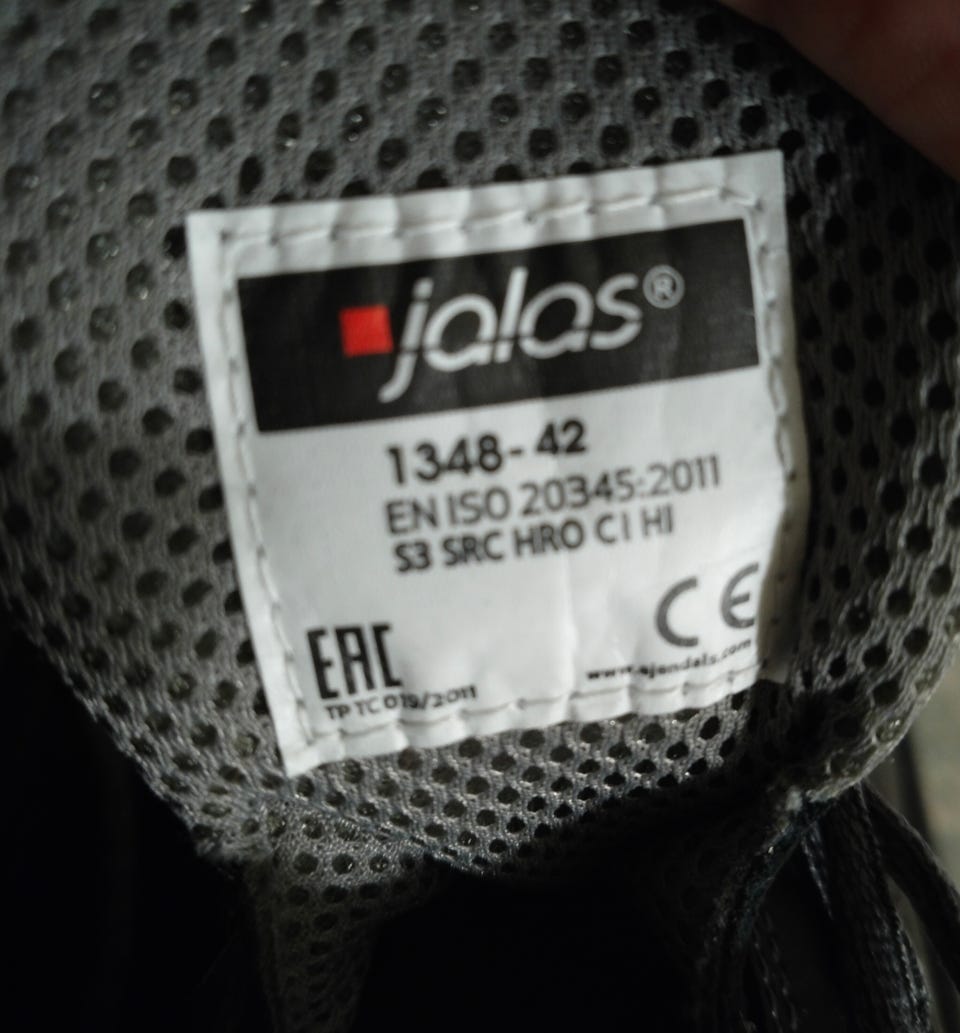 jalas®
1348-42
EN ISO 20345:2011
S3 SRC HRO CI HI
CE
EAC
TP TC 019/2011
www.ejendals.com